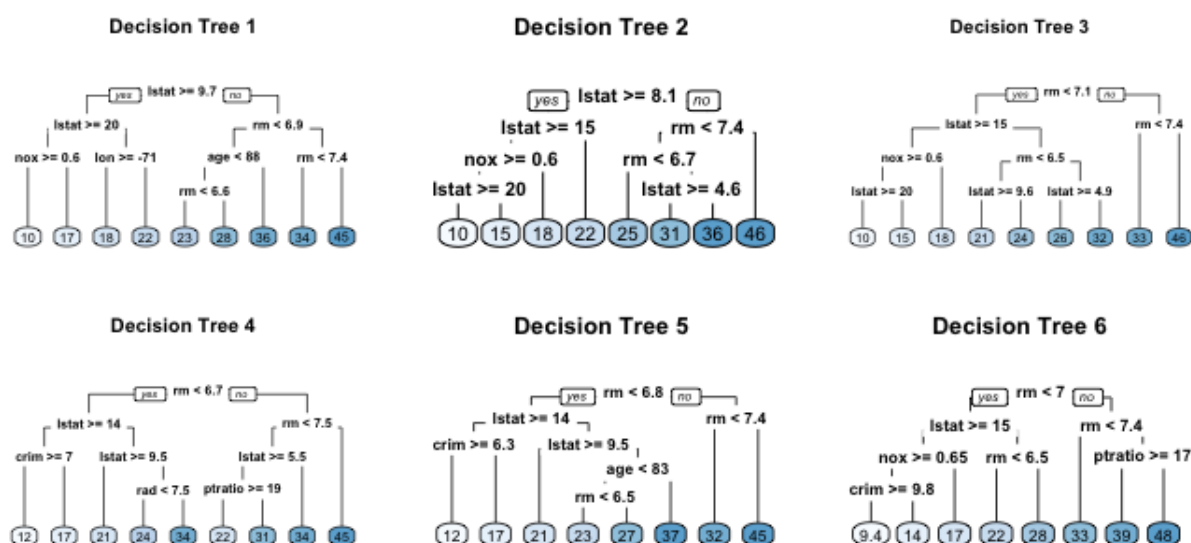 Decision Tree 1
yes lstat >= 9.7 no
lstat >= 20 rm < 6.9
nox >= 0.6 lon >= -71 age < 88 rm < 7.4
rm < 6.6
10 17 18 22 23 28 36 34 45
Decision Tree 2
yes lstat >= 8.1 no
lstat >= 15 rm < 7.4
nox >= 0.6 rm < 6.7
lstat >= 20 lstat >= 4.6
10 15 18 22 25 31 36 46
Decision Tree 3
yes rm < 7.1 no
lstat >= 15 rm < 7.4
nox >= 0.6 rm < 6.5
lstat >= 20 lstat >= 9.6 lstat >= 4.9
10 15 18 21 24 26 32 33 46
Decision Tree 4
yes rm < 6.7 no
lstat >= 14 rm < 7.5
crim >= 7 lstat >= 9.5 lstat >= 5.5
rad < 7.5 ptratio >= 19
12 17 21 24 34 22 31 34 45
Decision Tree 5
yes rm < 6.8 no
lstat >= 14 rm < 7.4
crim >= 6.3 lstat >= 9.5
age < 83
rm < 6.5
12 17 21 23 27 37 32 45
Decision Tree 6
yes rm < 7 no
lstat >= 15 rm < 7.4
nox >= 0.65 rm < 6.5 ptratio >= 17
crim >= 9.8
9.4 14 17 22 28 33 39 48